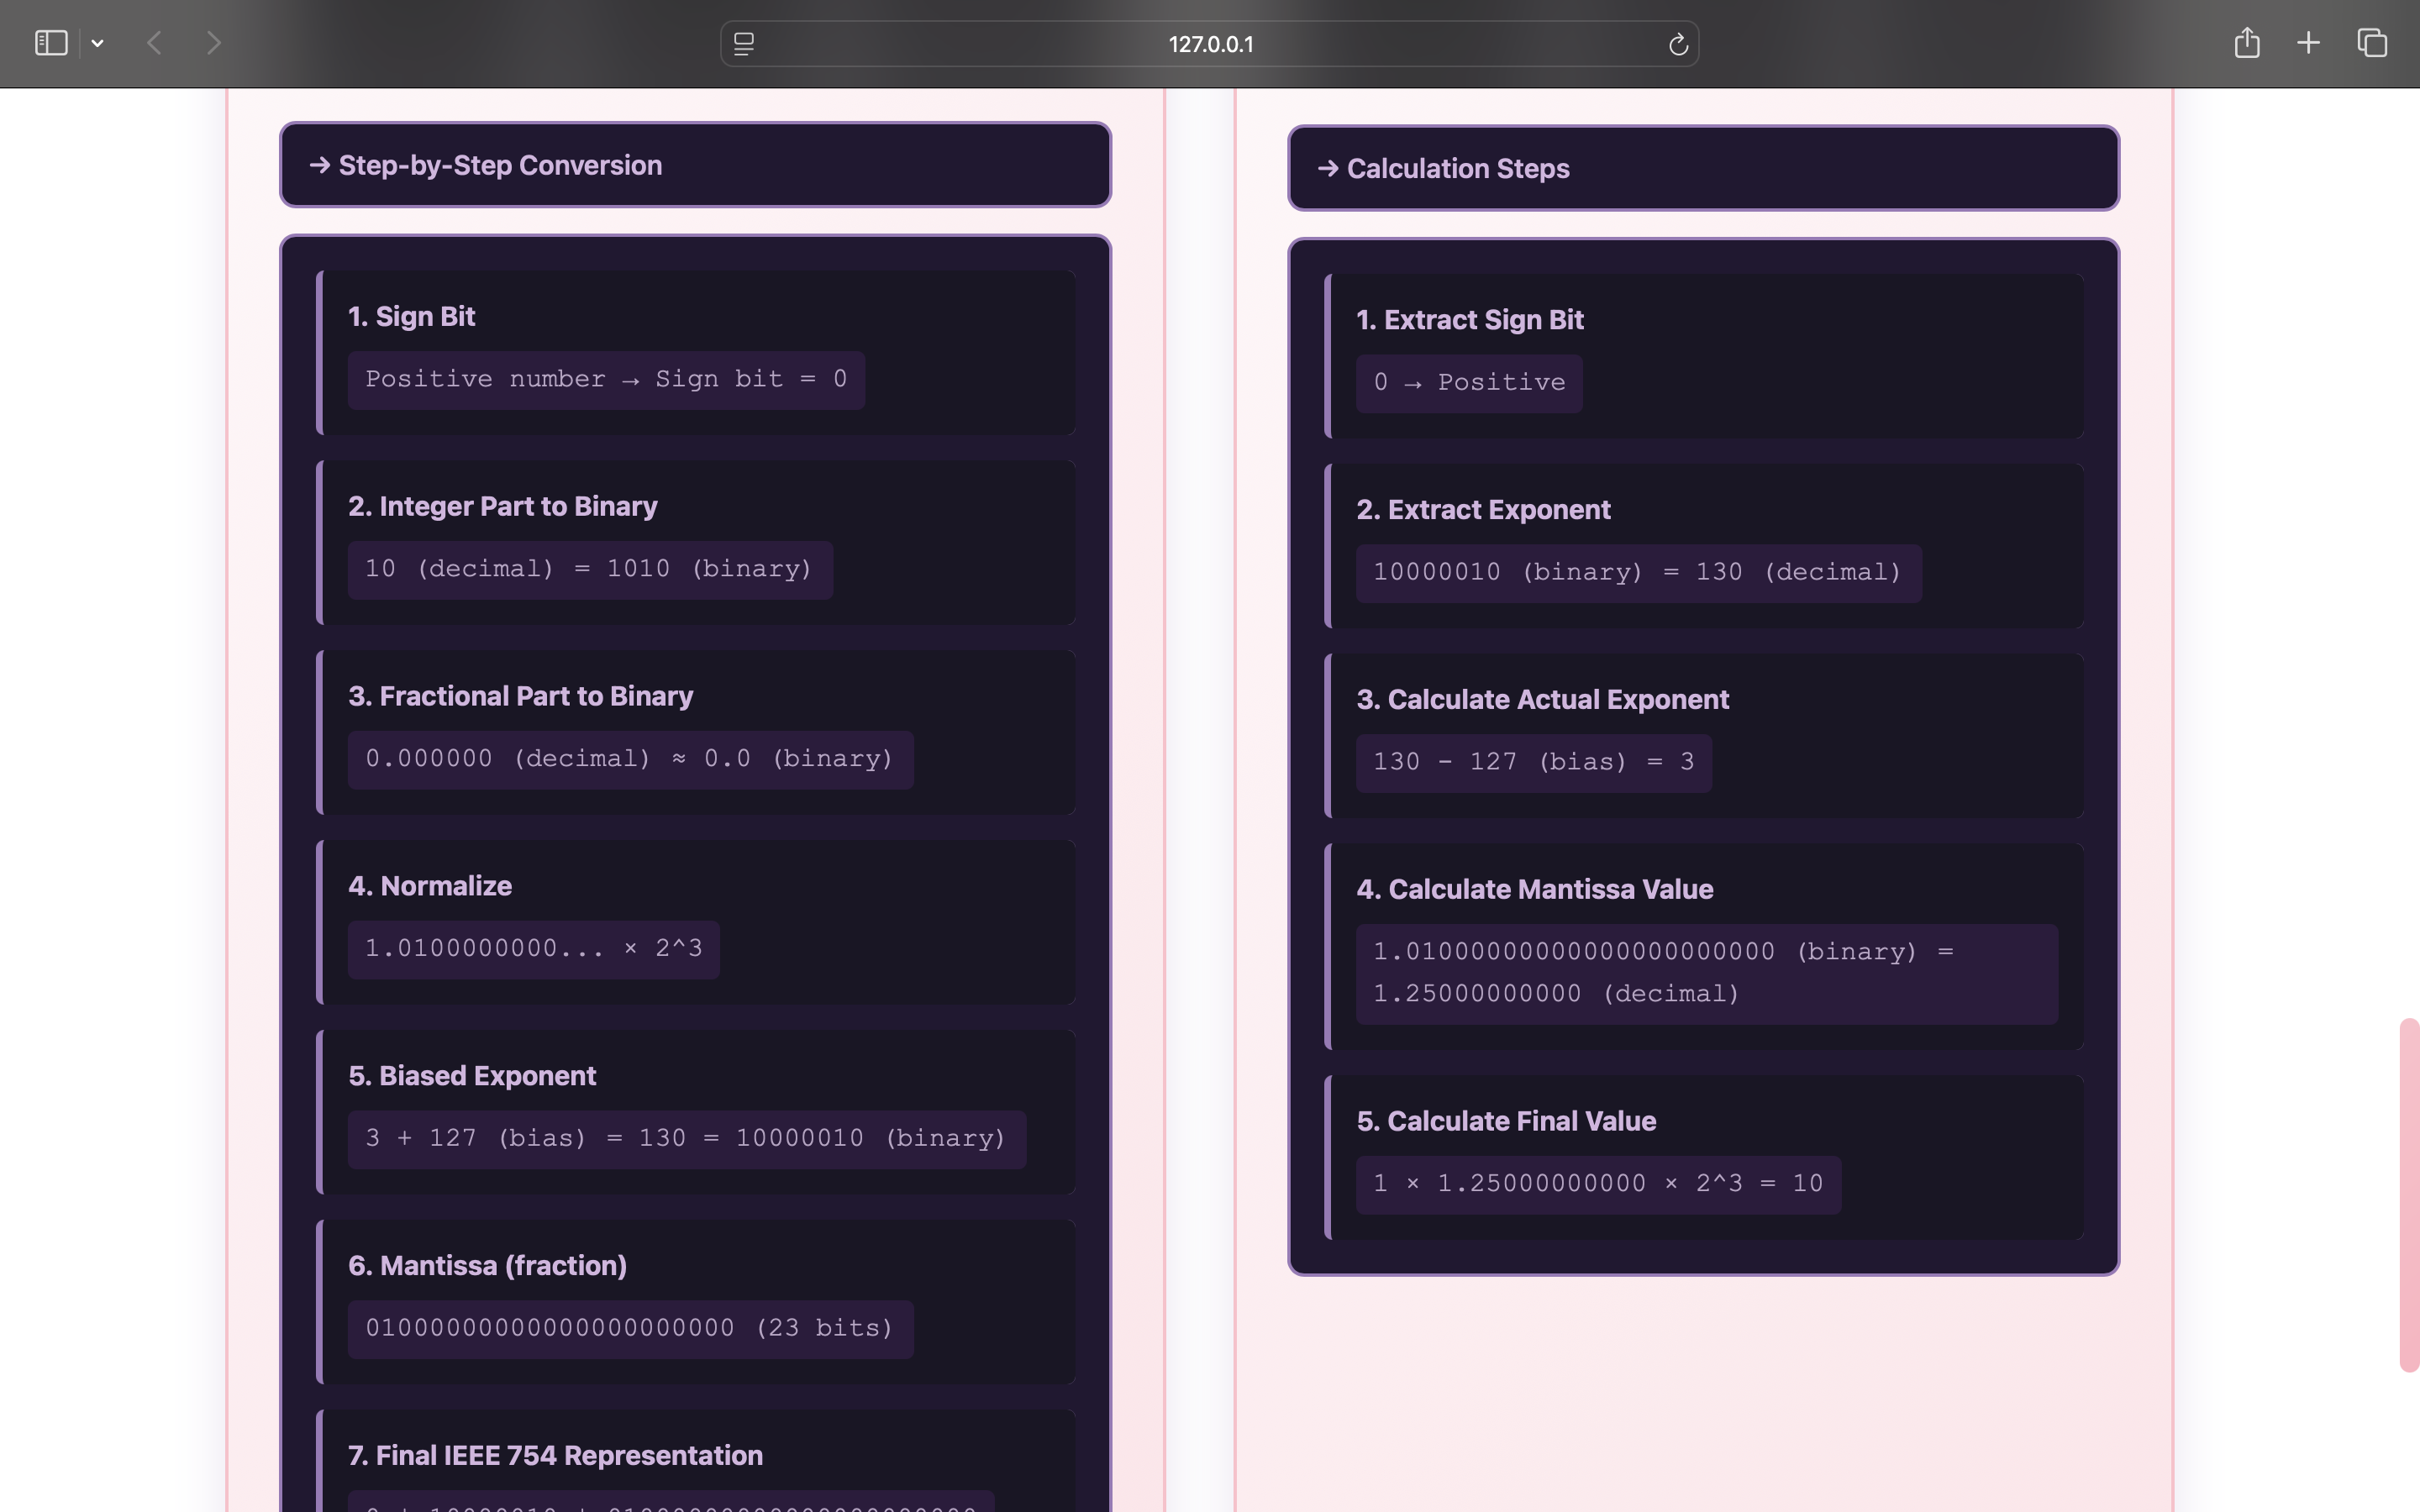 127.0.0.1
→ Step-by-Step Conversion
1. Sign Bit
Positive number → Sign bit = 0
2. Integer Part to Binary
10 (decimal) = 1010 (binary)
3. Fractional Part to Binary
0.000000 (decimal) ≈ 0.0 (binary)
4. Normalize
1.0100000000... × 2^3
5. Biased Exponent
3 + 127 (bias) = 130 = 10000010 (binary)
6. Mantissa (fraction)
01000000000000000000000 (23 bits)
7. Final IEEE 754 Representation
→ Calculation Steps
1. Extract Sign Bit
0 → Positive
2. Extract Exponent
10000010 (binary) = 130 (decimal)
3. Calculate Actual Exponent
130 - 127 (bias) = 3
4. Calculate Mantissa Value
1.01000000000000000000000 (binary) =
1.25000000000 (decimal)
5. Calculate Final Value
1 × 1.25000000000 × 2^3 = 10